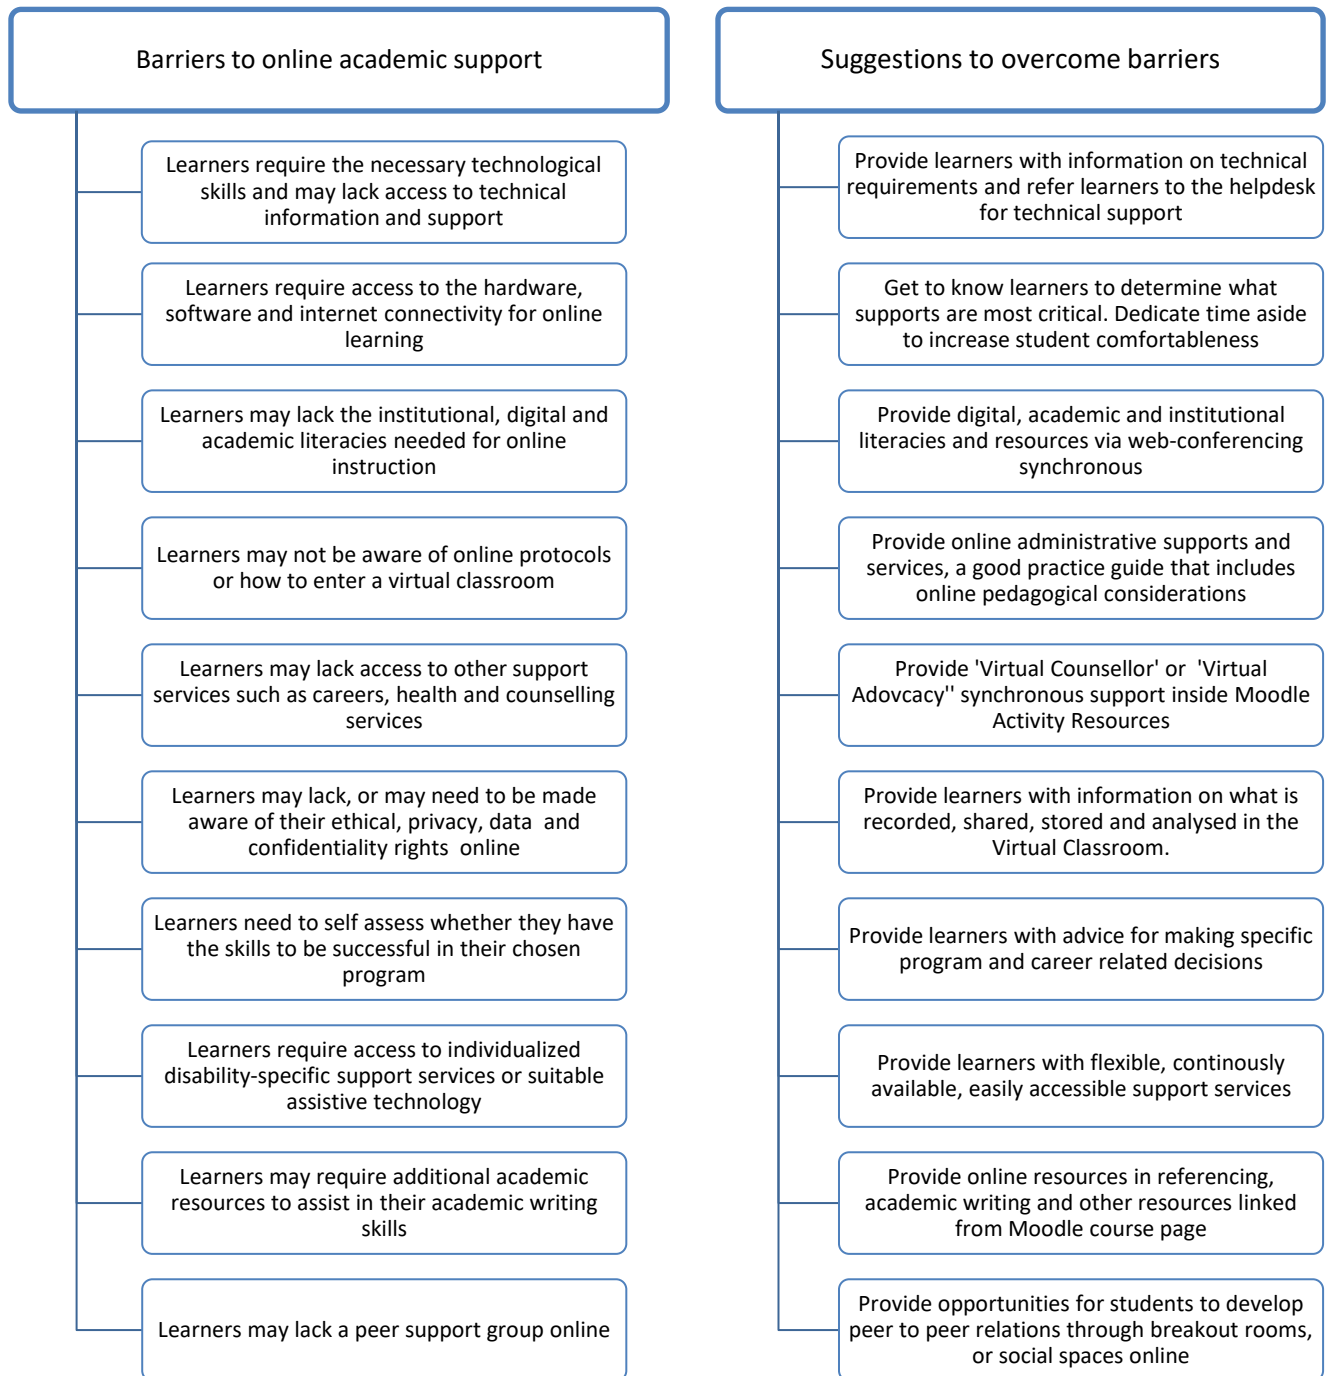 Barriers to online academic support
Learners require the necessary technological
skills and may lack access to technical
information and support
Learners require access to the hardware,
software and internet connectivity for online
learning
Learners may lack the institutional, digital and
academic literacies needed for online
instruction
Learners may not be aware of online protocols
or how to enter a virtual classroom
Learners may lack access to other support
services such as careers, health and counselling
services
Learners may lack, or may need to be made
aware of their ethical, privacy, data and
confidentiality rights online
Learners need to self assess whether they have
the skills to be successful in their chosen
program
Learners require access to individualized
disability-specific support services or suitable
assistive technology
Learners may require additional academic
resources to assist in their academic writing
skills
Learners may lack a peer support group online
Suggestions to overcome barriers
Provide learners with information on technical
requirements and refer learners to the helpdesk
for technical support
Get to know learners to determine what
supports are most critical. Dedicate time aside
to increase student comfortableness
Provide digital, academic and institutional
literacies and resources via web-conferencing
synchronous
Provide online administrative supports and
services, a good practice guide that includes
online pedagogical considerations
Provide 'Virtual Counsellor' or 'Virtual
Adovcacy'' synchronous support inside Moodle
Activity Resources
Provide learners with information on what is
recorded, shared, stored and analysed in the
Virtual Classroom.
Provide learners with advice for making specific
program and career related decisions
Provide learners with flexible, continously
available, easily accessible support services
Provide online resources in referencing,
academic writing and other resources linked
from Moodle course page
Provide opportunities for students to develop
peer to peer relations through breakout rooms,
or social spaces online